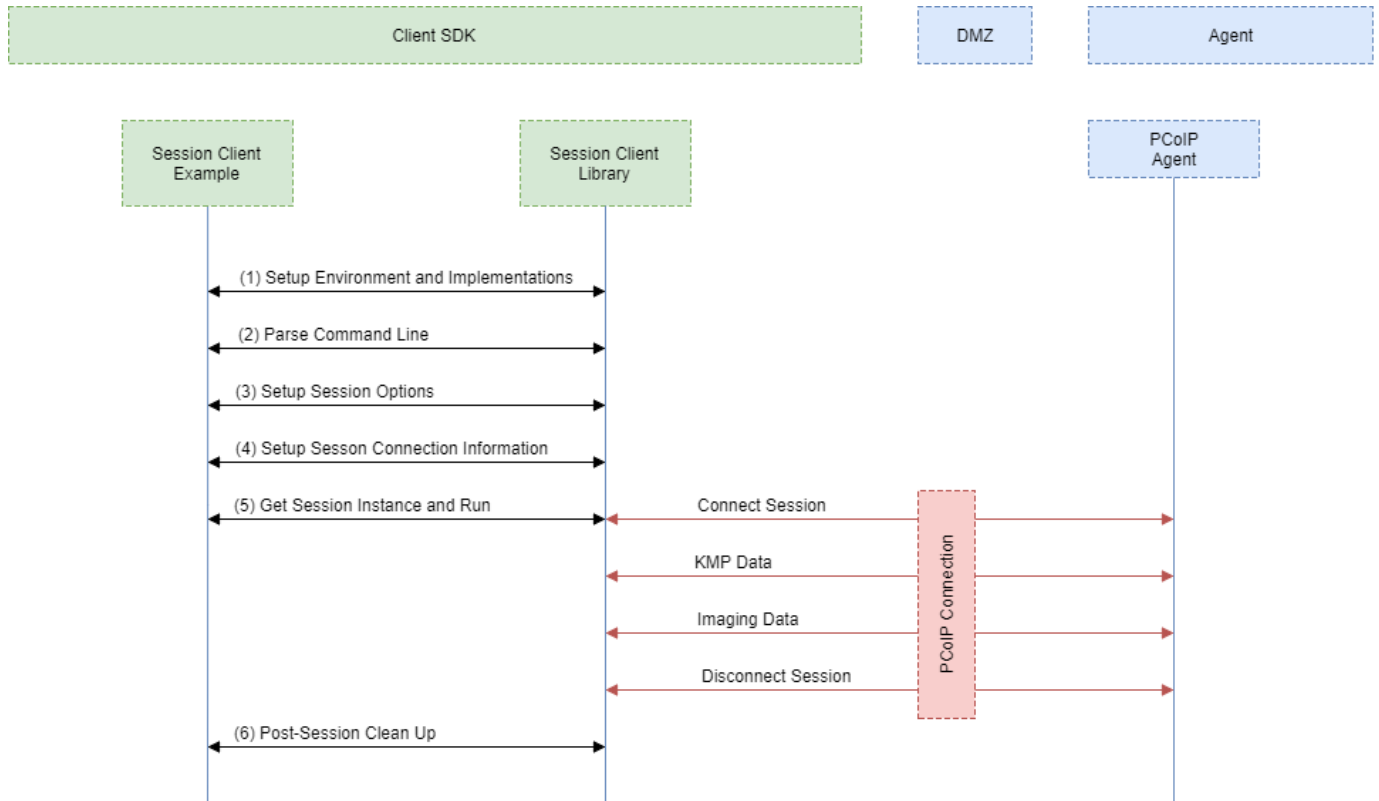 Client SDK
DMZ
Agent
Session Client
Example
Session Client
Library
PCoIP
Agent
(1) Setup Environment and Implementations
(2) Parse Command Line
(3) Setup Session Options
(4) Setup Sesson Connection Information
(5) Get Session Instance and Run
Connect Session
KMP Data
Imaging Data
Disconnect Session
PCoIP Connection
(6) Post-Session Clean Up